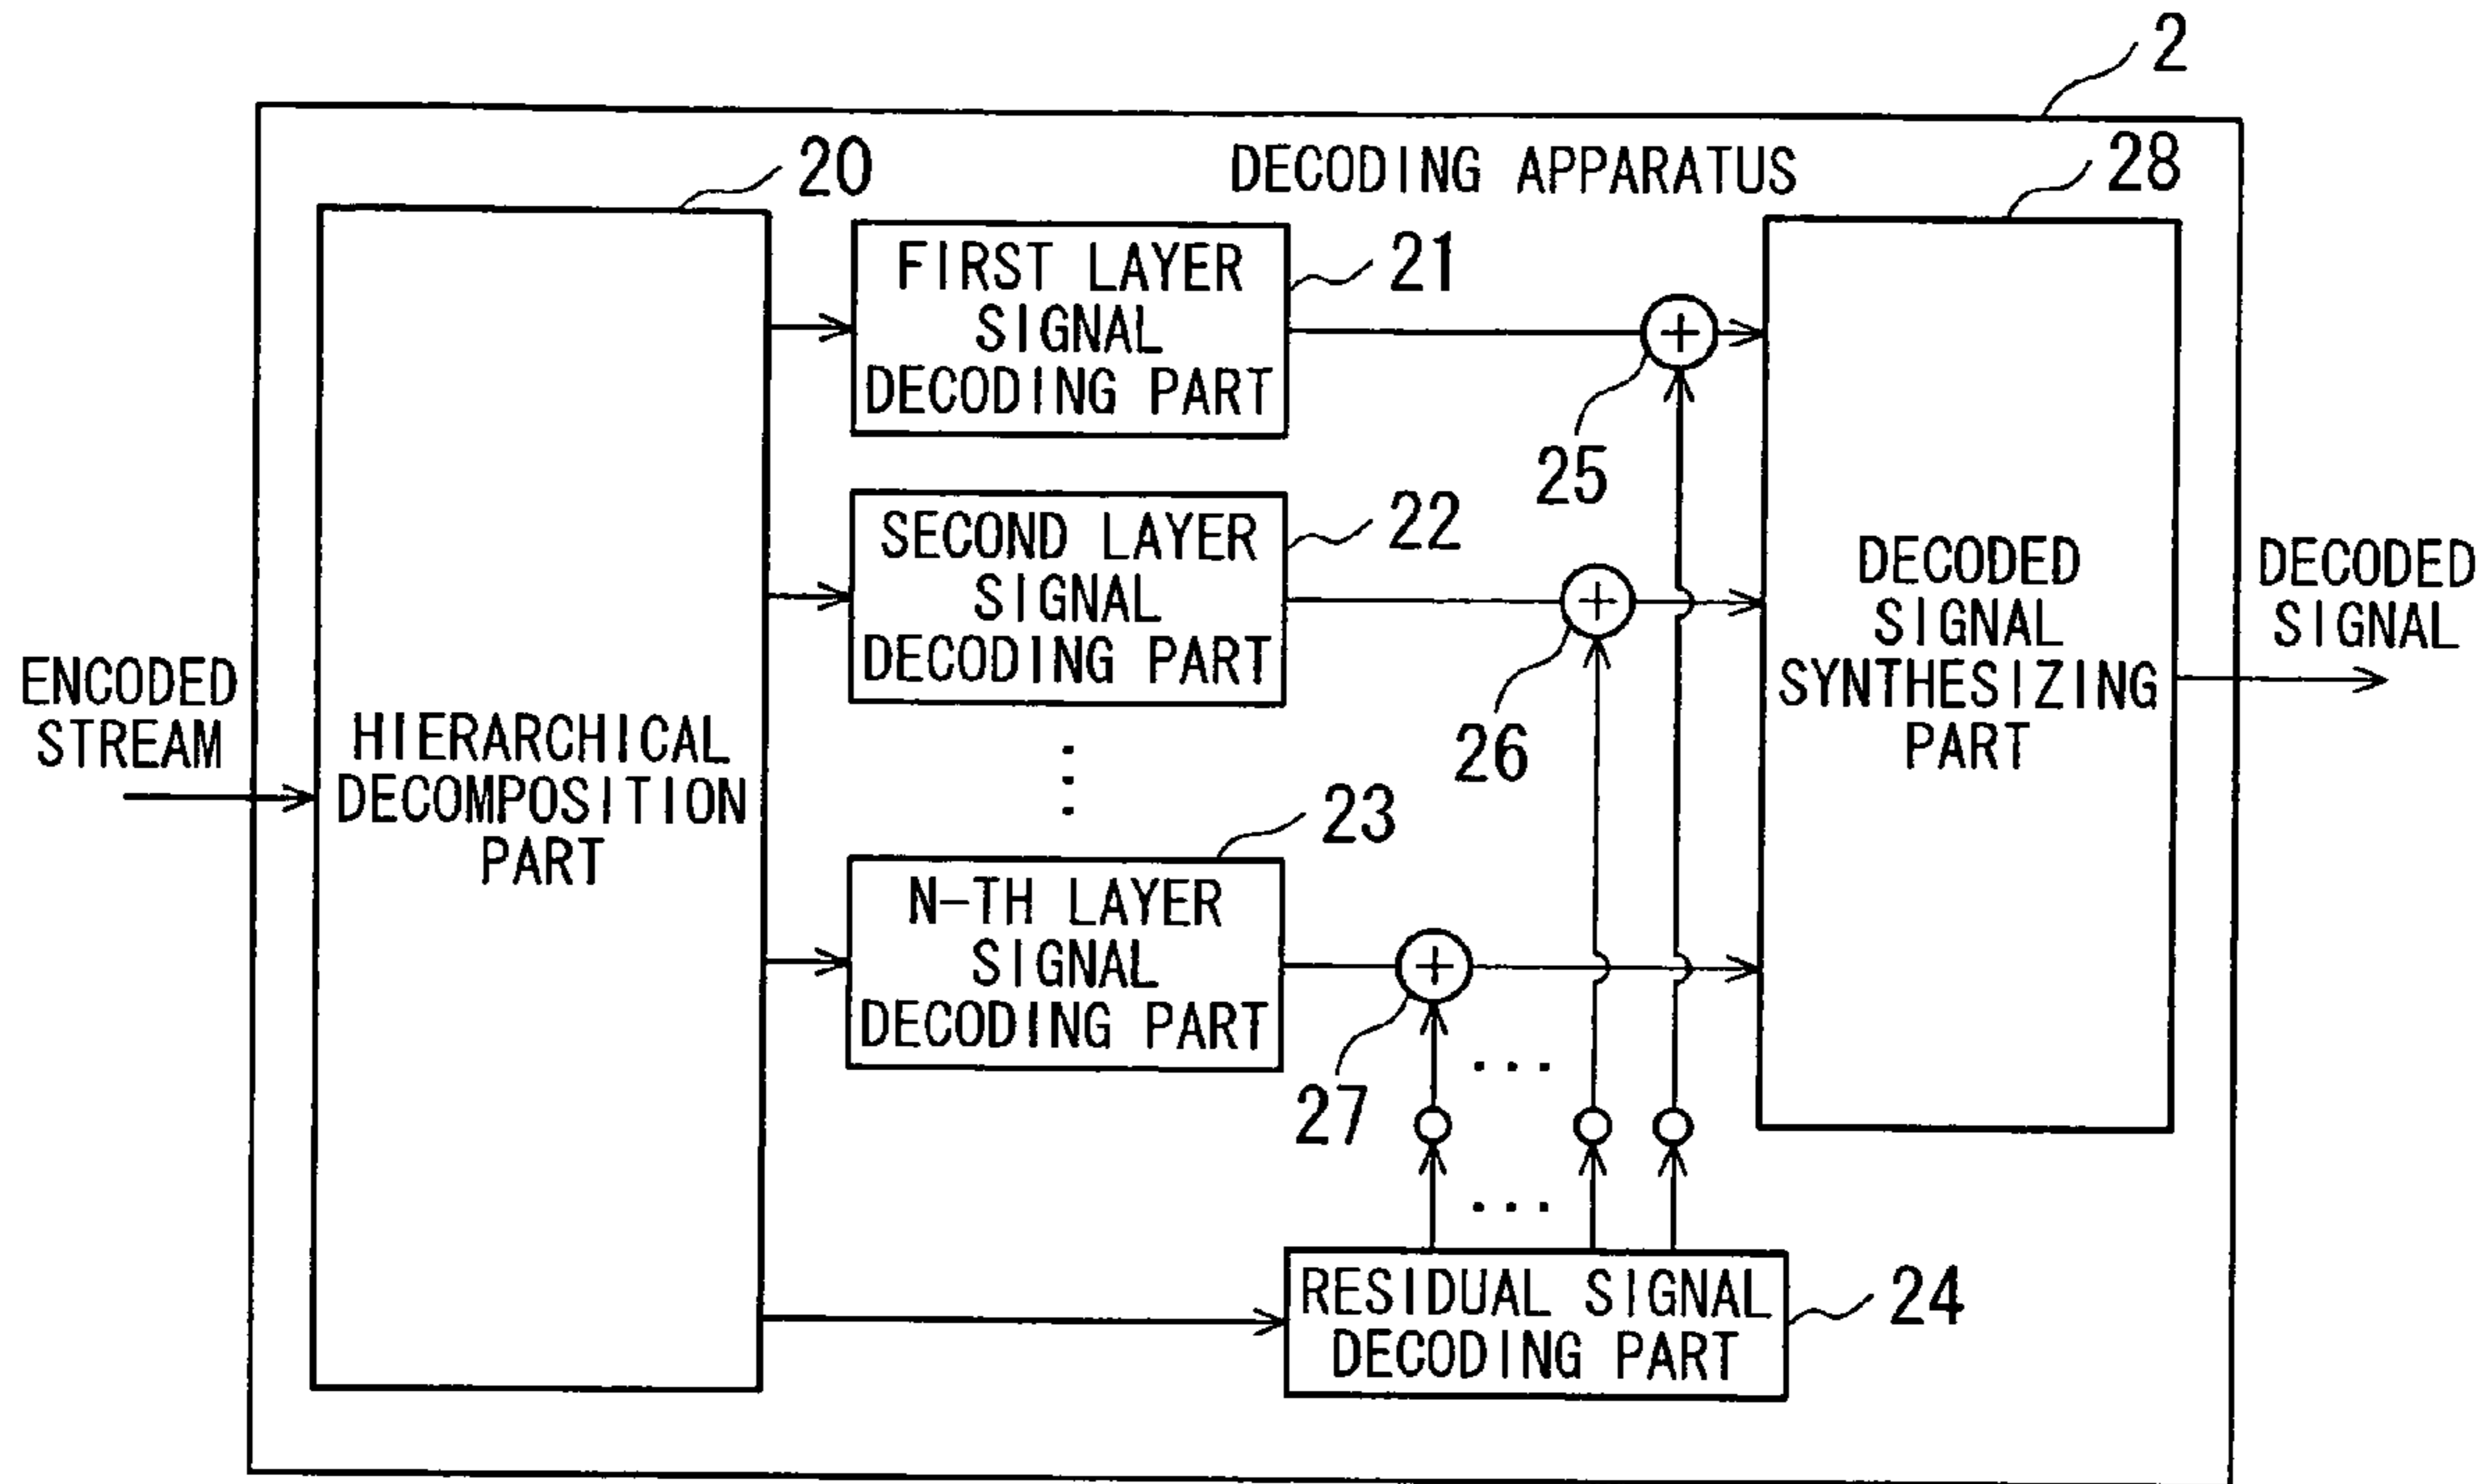 2
DECODING APPARATUS
20
28
FIRST LAYER
SIGNAL
DECODING PART
21
25
SECOND LAYER
SIGNAL
DECODING PART
22
26
ENCODED
STREAM
HIERARCHICAL
DECOMPOSITION
PART
DECODED
SIGNAL
SYNTHESIZING
PART
DECODED
SIGNAL
N-TH LAYER
SIGNAL
DECODING PART
23
27
RESIDUAL SIGNAL
DECODING PART
24